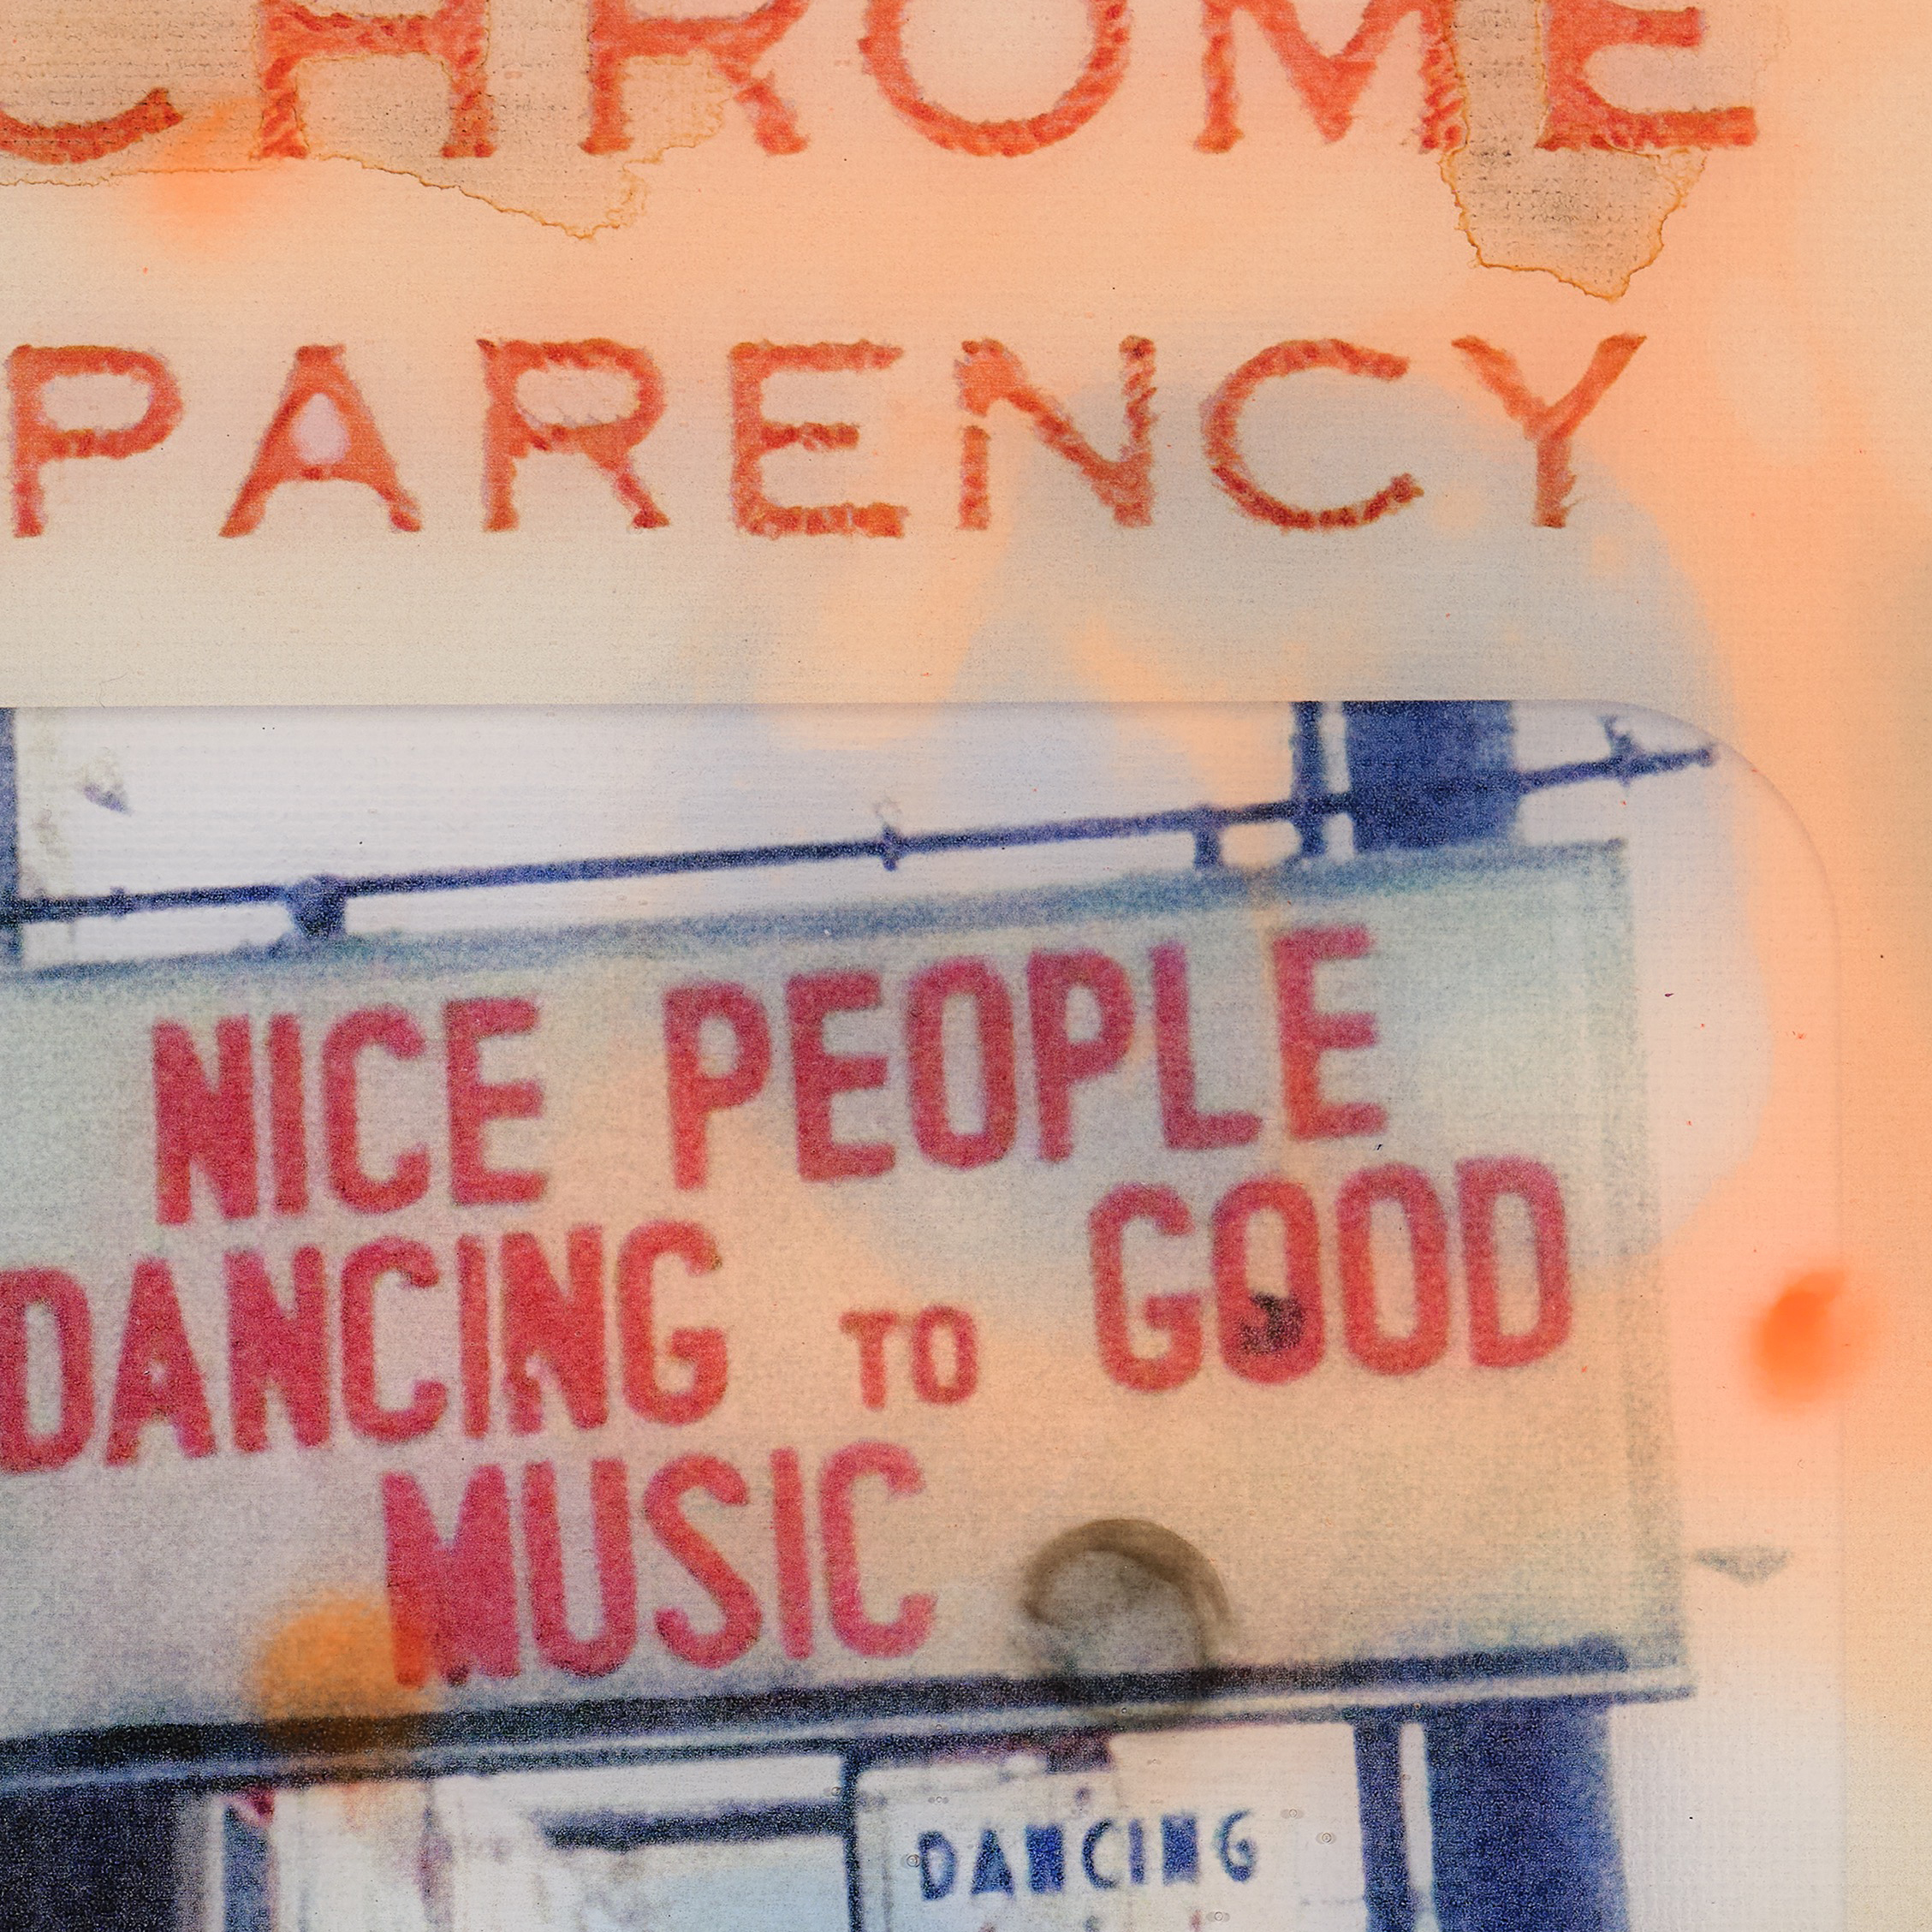 CHROME
PARENCY
NICE PEOPLE
DANCING TO GOOD
MUSIC
DANCING